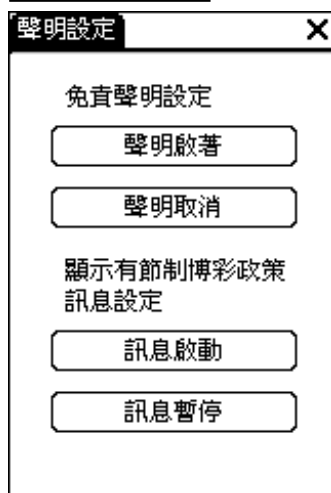 聲明設定
免責聲明設定
聲明啟著
聲明取消
顯示有節制博彩政策
訊息設定
訊息啟動
訊息暫停